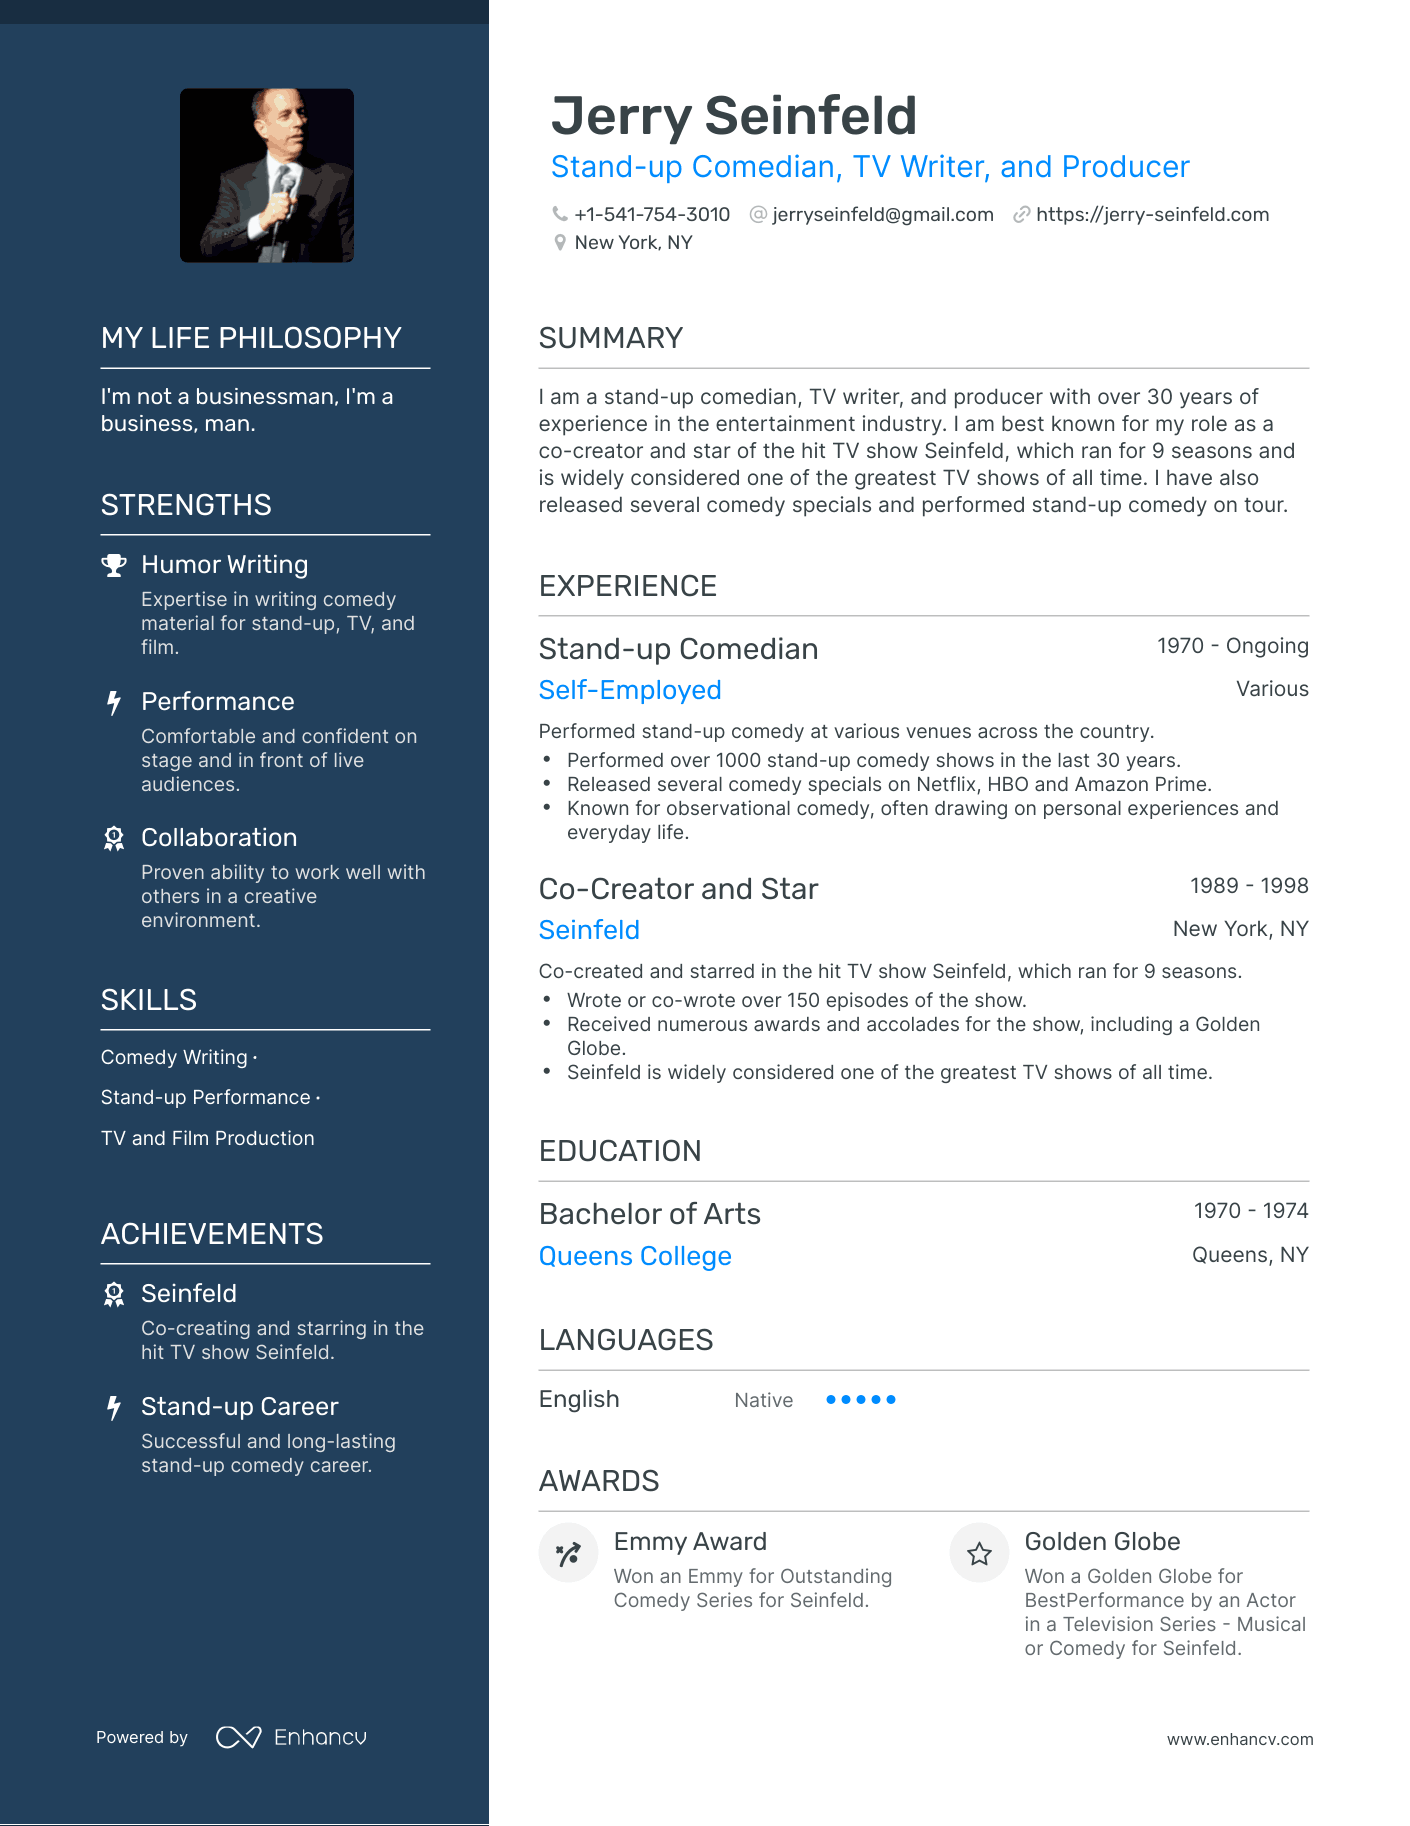 Jerry Seinfeld
Stand-up Comedian, TV Writer, and Producer
+1-541-754-3010 @ jerryseinfeld@gmail.com https://jerry-seinfeld.com
New York, NY
MY LIFE PHILOSOPHY
I'm not a businessman, I'm a
business, man.
STRENGTHS
Humor Writing
Expertise in writing comedy
material for stand-up, TV, and
film.
Performance
Comfortable and confident on
stage and in front of live
audiences.
Collaboration
Proven ability to work well with
others in a creative
environment.
SKILLS
Comedy Writing ·
Stand-up Performance ·
TV and Film Production
ACHIEVEMENTS
Seinfeld
Co-creating and starring in the
hit TV show Seinfeld.
Stand-up Career
Successful and long-lasting
stand-up comedy career.
SUMMARY
I am a stand-up comedian, TV writer, and producer with over 30 years of
experience in the entertainment industry. I am best known for my role as a
co-creator and star of the hit TV show Seinfeld, which ran for 9 seasons and
is widely considered one of the greatest TV shows of all time. I have also
released several comedy specials and performed stand-up comedy on tour.
EXPERIENCE
Stand-up Comedian 1970 - Ongoing
Self-Employed Various
Performed stand-up comedy at various venues across the country.
• Performed over 1000 stand-up comedy shows in the last 30 years.
• Released several comedy specials on Netflix, HBO and Amazon Prime.
• Known for observational comedy, often drawing on personal experiences and
everyday life.
Co-Creator and Star 1989 - 1998
Seinfeld New York, NY
Co-created and starred in the hit TV show Seinfeld, which ran for 9 seasons.
• Wrote or co-wrote over 150 episodes of the show.
• Received numerous awards and accolades for the show, including a Golden
Globe.
• Seinfeld is widely considered one of the greatest TV shows of all time.
EDUCATION
Bachelor of Arts 1970 - 1974
Queens College Queens, NY
LANGUAGES
English Native
AWARDS
Emmy Award
Won an Emmy for Outstanding
Comedy Series for Seinfeld.
Golden Globe
Won a Golden Globe for
BestPerformance by an Actor
in a Television Series - Musical
or Comedy for Seinfeld.
Powered by Enhancv
www.enhancv.com